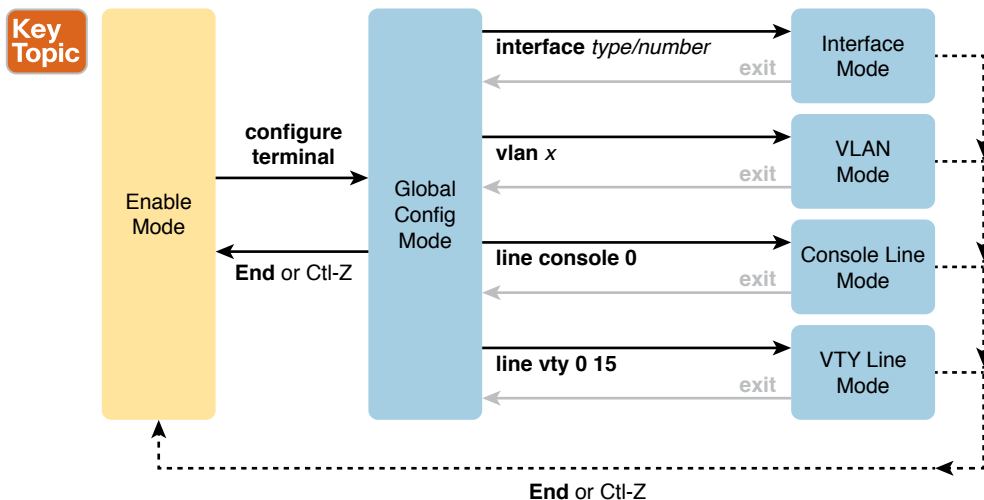 Key
Topic
Enable
Mode
configure
terminal
End or Ctl-Z
Global
Config
Mode
interface type/number
exit
Interface
Mode
vlan x
exit
VLAN
Mode
line console 0
exit
Console Line
Mode
line vty 0 15
exit
VTY Line
Mode
End or Ctl-Z